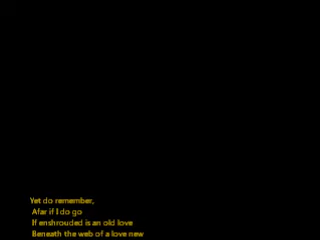 Yet do remember,
Afar if I do go
If enshrouded is an old love
Beneath the web of a love new